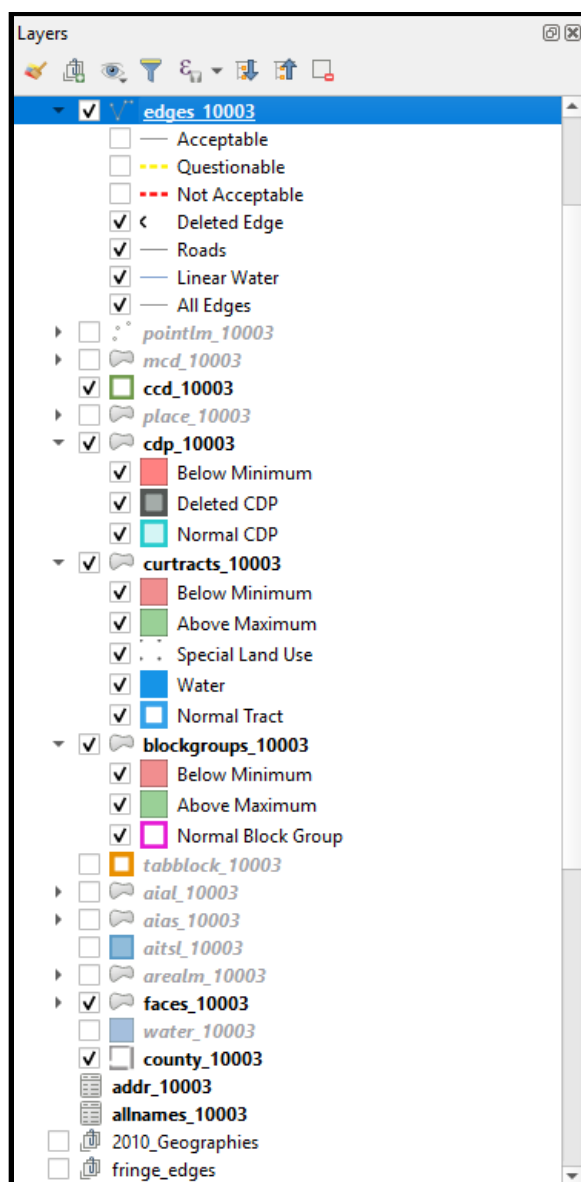 Layers
edges_10003
Acceptable
Questionable
Not Acceptable
Deleted Edge
Roads
Linear Water
All Edges
pointlm_10003
mcd_10003
ccd_10003
place_10003
cdp_10003
Below Minimum
Deleted CDP
Normal CDP
curtracts_10003
Below Minimum
Above Maximum
Special Land Use
Water
Normal Tract
blockgroups_10003
Below Minimum
Above Maximum
Normal Block Group
tabblock_10003
aial_10003
aias_10003
aitsl_10003
arealm_10003
faces_10003
water_10003
county_10003
addr_10003
allnames_10003
2010_Geographies
fringe_edges